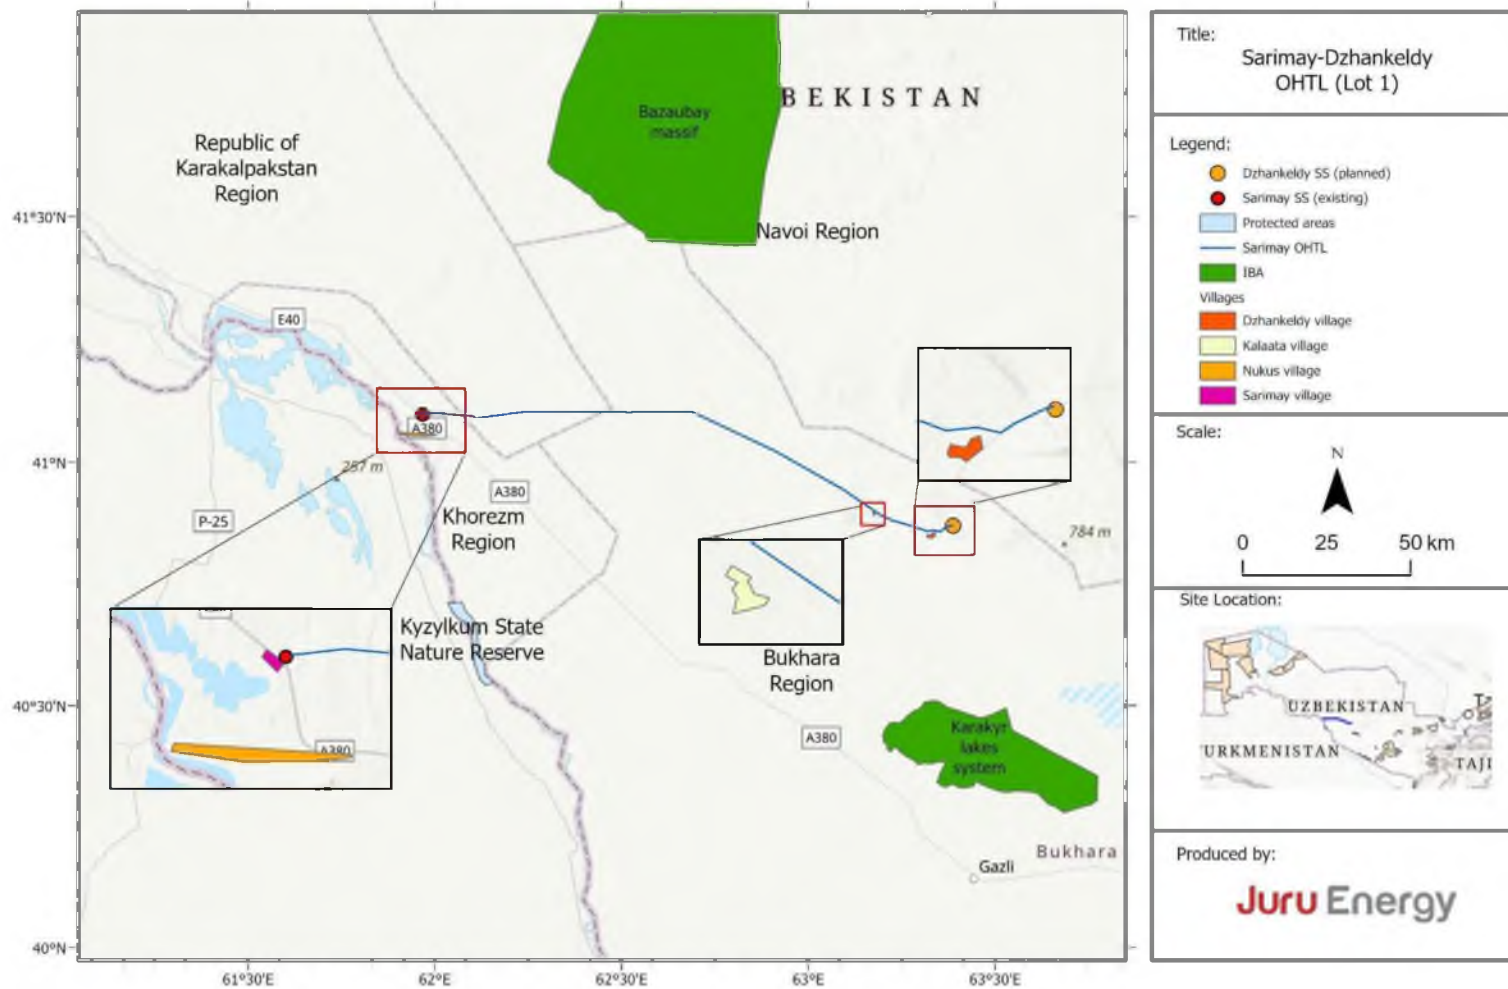 BEKISTAN
Bazaubay
massif
Republic of
Karakalpakstan
Region
41°30'N
Navoi Region
E40
A380
41°N
257 m
A380
P-25
Khorezm
Region
784 m
Kyzylkum State
Nature Reserve
Bukhara
Region
40°30'N
A380
A380
Karakyr
lakes
system
Bukhara
Gazli
40°N
61°30'E
62°E
62°30'E
63°E
63°30'E
Title:
Sarimay-Dzhankeldy
OHTL (Lot 1)
Legend:
Dzhankeldy SS (planned)
Sarimay SS (existing)
Protected areas
Sarimay OHTL
IBA
Villages
Dzhankeldy village
Kalaata village
Nukus village
Sarimay village
Scale:
N
0 25 50 km
Site Location:
UZBEKISTAN
URKMENISTAN
TAJI
Produced by:
Juru Energy